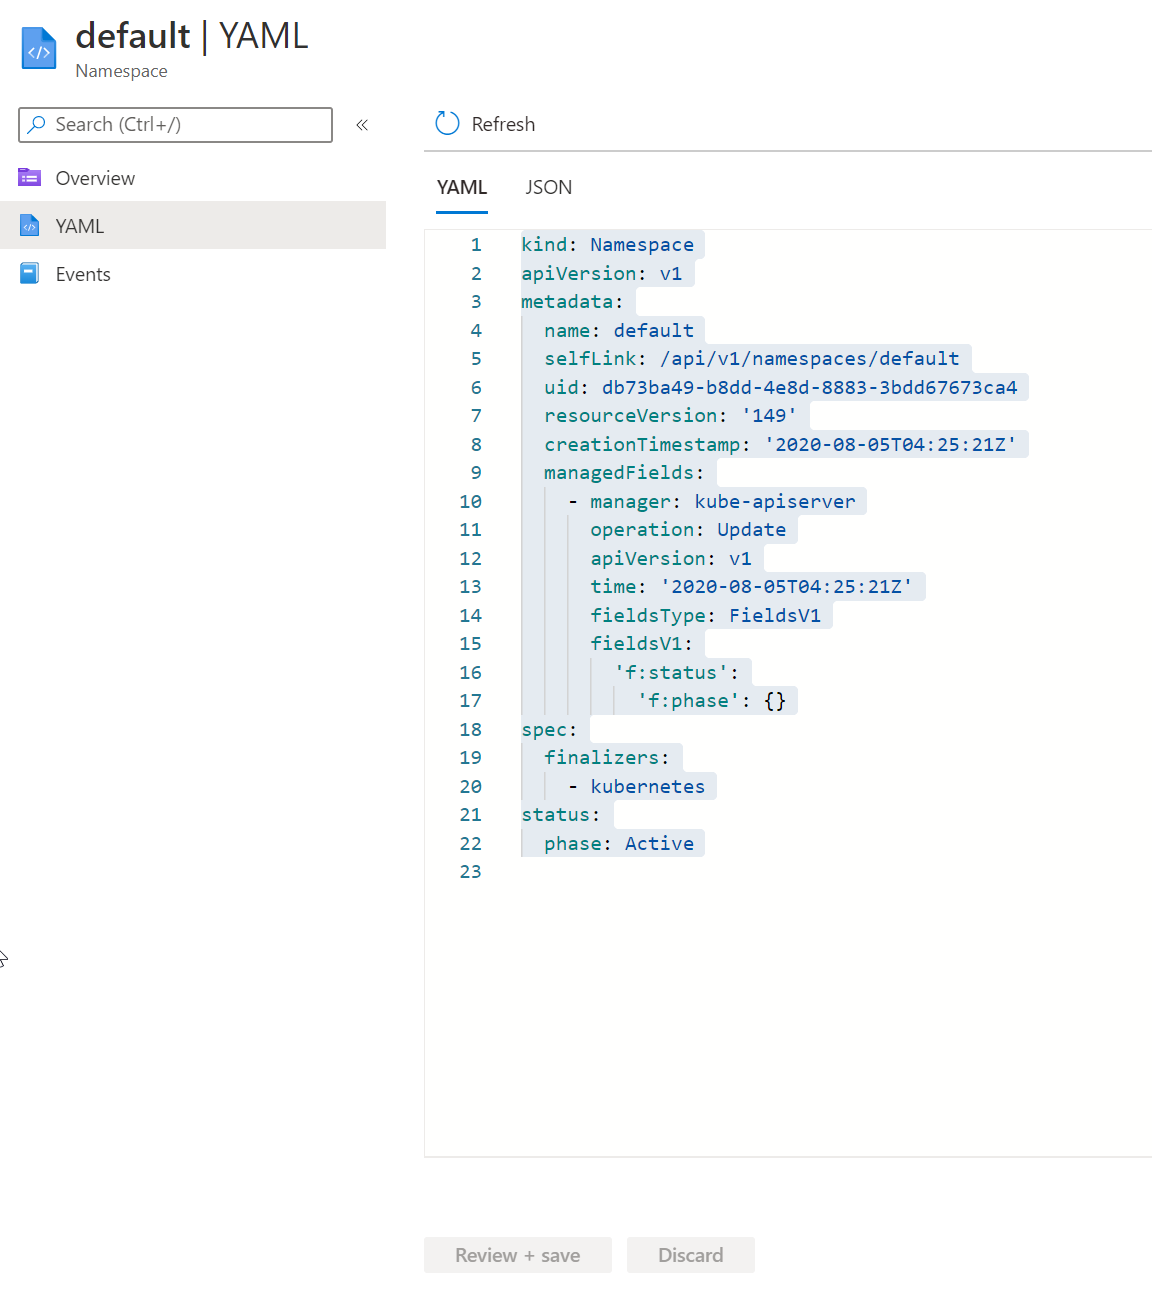 default | YAML
Namespace
Search (Ctrl+/)
«
Refresh
Overview
YAML
Events
YAML JSON
1 kind: Namespace
2 apiVersion: v1
3 metadata:
4   name: default
5   selfLink: /api/v1/namespaces/default
6   uid: db73ba49-b8dd-4e8d-8883-3bdd67673ca4
7   resourceVersion: '149'
8   creationTimestamp: '2020-08-05T04:25:21Z'
9   managedFields:
10     - manager: kube-apiserver
11       operation: Update
12       apiVersion: v1
13       time: '2020-08-05T04:25:21Z'
14       fieldsType: FieldsV1
15       fieldsV1:
16         'f:status':
17           'f:phase': {}
18 spec:
19   finalizers:
20     - kubernetes
21 status:
22   phase: Active
23
Review + save Discard